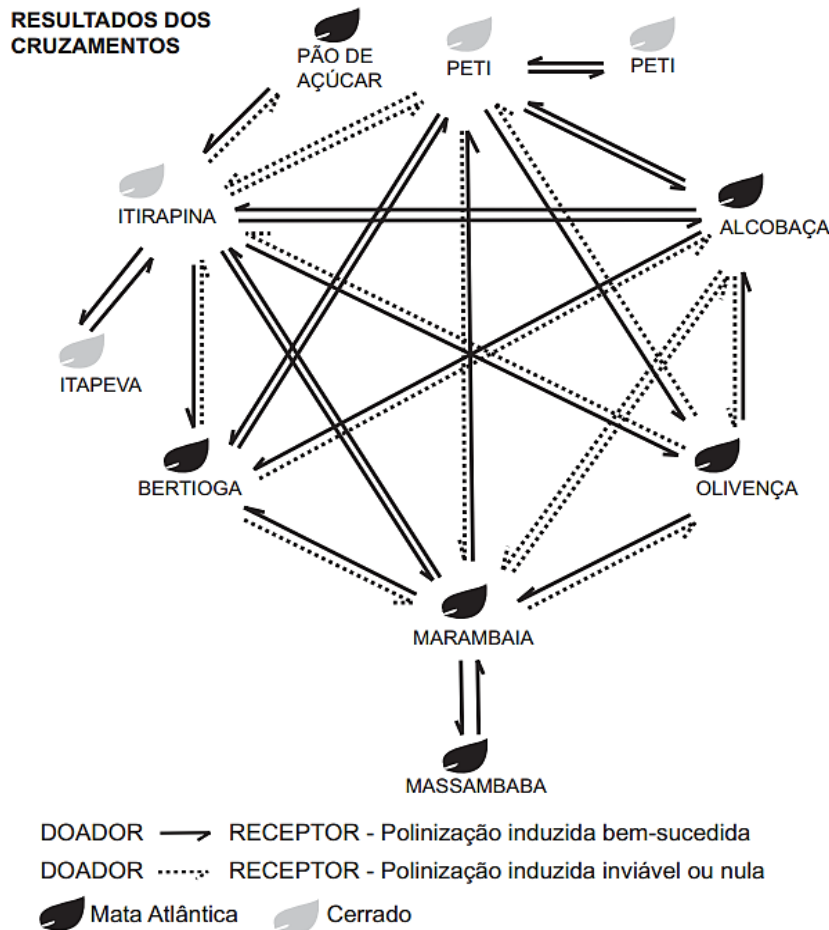 RESULTADOS DOS
CRUZAMENTOS
PÃO DE
AÇÚCAR
PETI
PETI
ITIRAPINA
ALCOBAÇA
ITAPEVA
BERTIOGA
OLIVENÇA
MARAMBAIA
MASSAMBABA
DOADOR RECEPTOR - Polinização induzida bem-sucedida
DOADOR RECEPTOR - Polinização induzida inviável ou nula
Mata Atlântica Cerrado